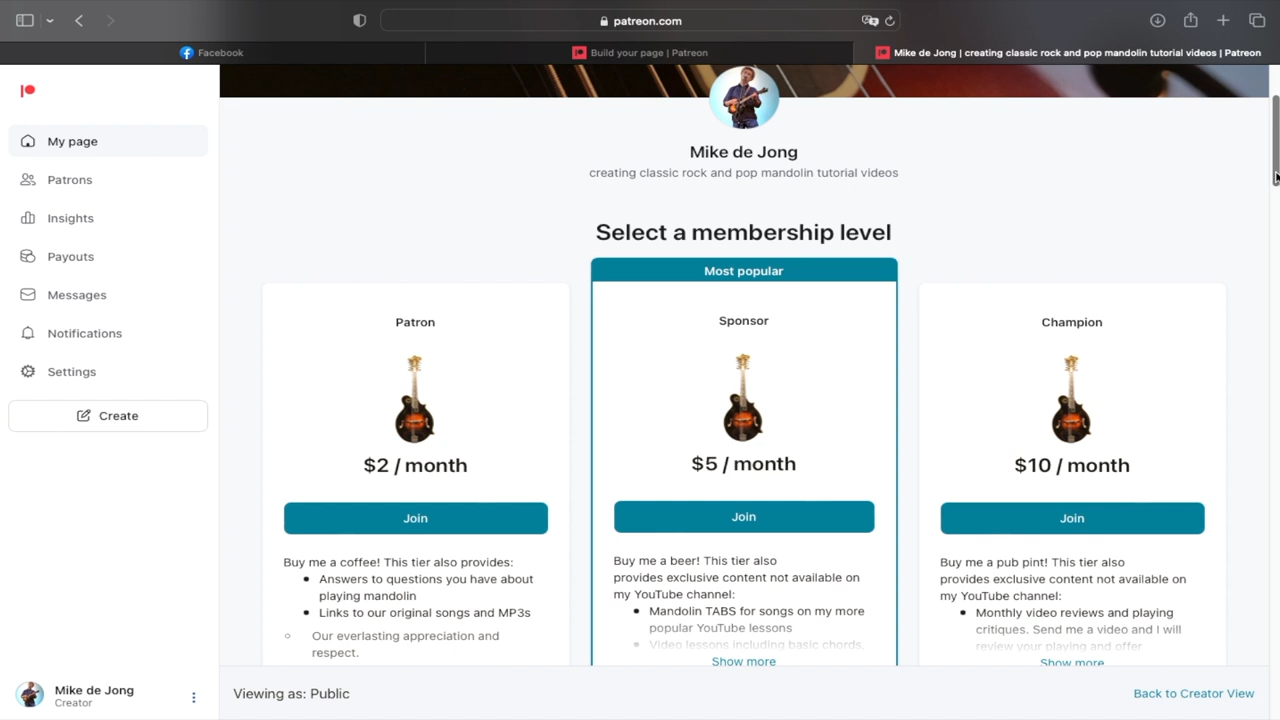 patreon.com
Facebook
Build your page | Patreon
Mike de Jong | creating classic rock and pop mandolin tutorial videos | Patreon
My page
Patrons
Insights
Payouts
Messages
Notifications
Settings
Create
Mike de Jong
Creator
Mike de Jong
creating classic rock and pop mandolin tutorial videos
Select a membership level
Patron
$2 / month
Join
Buy me a coffee! This tier also provides:
Answers to questions you have about
playing mandolin
Links to our original songs and MP3s
Our everlasting appreciation and
respect.
Most popular
Sponsor
$5 / month
Join
Buy me a beer! This tier also
provides exclusive content not available on
my YouTube channel:
Mandolin TABS for songs on my more
popular YouTube lessons
Video lessons including basic chords,
Show more
Champion
$10 / month
Join
Buy me a pub pint! This tier also
provides exclusive content not available on
my YouTube channel:
Monthly video reviews and playing
critiques. Send me a video and I will
review your playing and offer
Show more
Viewing as: Public
Back to Creator View